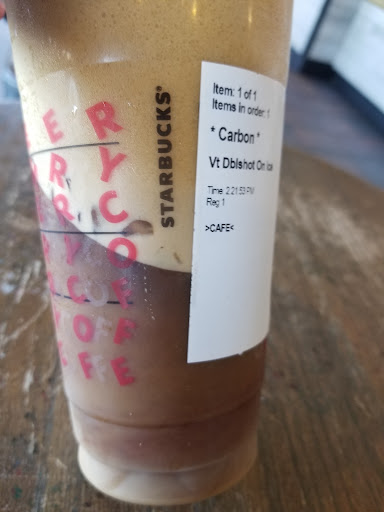 STARBUCKS®
Item: 1 of 1
Items in order: 1
* Carbon *
Vt Dblshot On Ice
Time: 2:21:53 PM
Reg: 1
>CAFE<
E R
R Y
R C
Y O
C O F
O F F
F F E